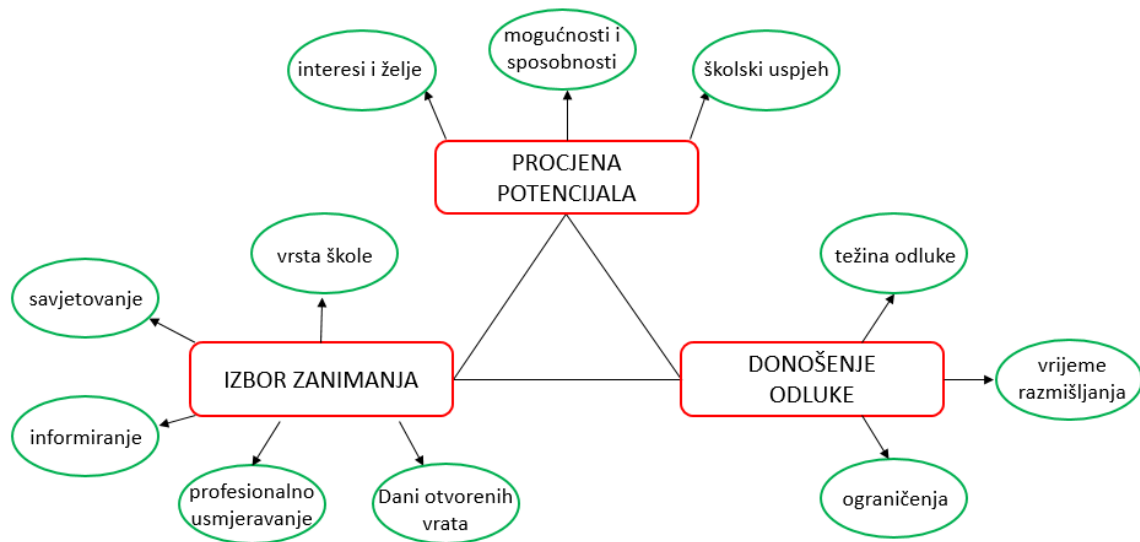 interesi i želje
mogućnosti i
sposobnosti
školski uspjeh
PROCJENA
POTENCIJALA
vrsta škole
savjetovanje
IZBOR ZANIMANJA
informiranje
profesionalno
usmjeravanje
Dani otvorenih
vrata
težina odluke
DONOŠENJE
ODLUKE
vrijeme
razmišljanja
ograničenja